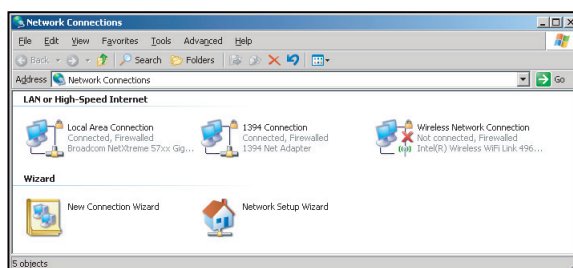 Network Connections
File Edit View Favorites Tools Advanced Help
Back Search Folders
Address Network Connections Go
LAN or High-Speed Internet
Local Area Connection
Connected, Firewalled
Broadcom NetXtreme 57xx Gig...
1394 Connection
Connected, Firewalled
1394 Net Adapter
Wireless Network Connection
Not connected, Firewalled
Intel(R) Wireless WiFi Link 496...
Wizard
New Connection Wizard
Network Setup Wizard
5 objects